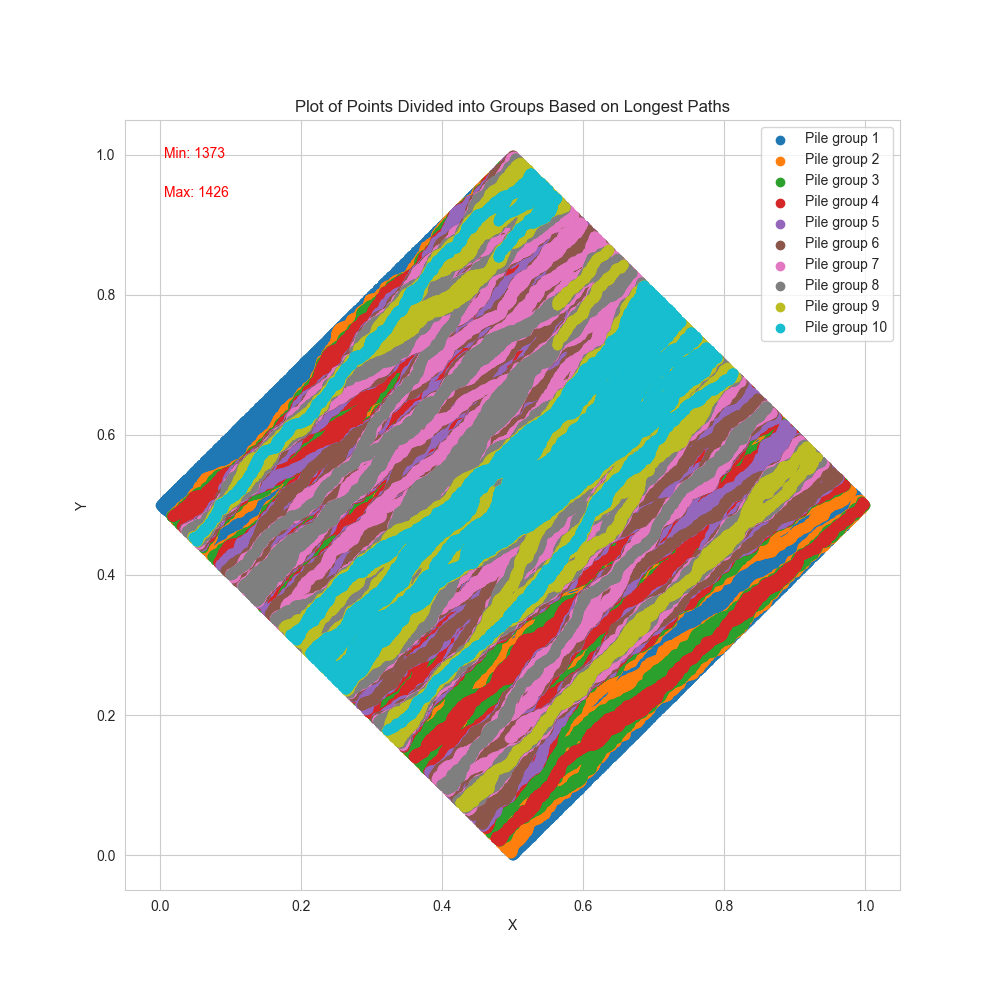 Plot of Points Divided into Groups Based on Longest Paths
Min: 1373
Max: 1426
Pile group 1
Pile group 2
Pile group 3
Pile group 4
Pile group 5
Pile group 6
Pile group 7
Pile group 8
Pile group 9
Pile group 10
1.0
0.8
0.6
0.4
0.2
0.0
Y
0.0 0.2 0.4 0.6 0.8 1.0
X